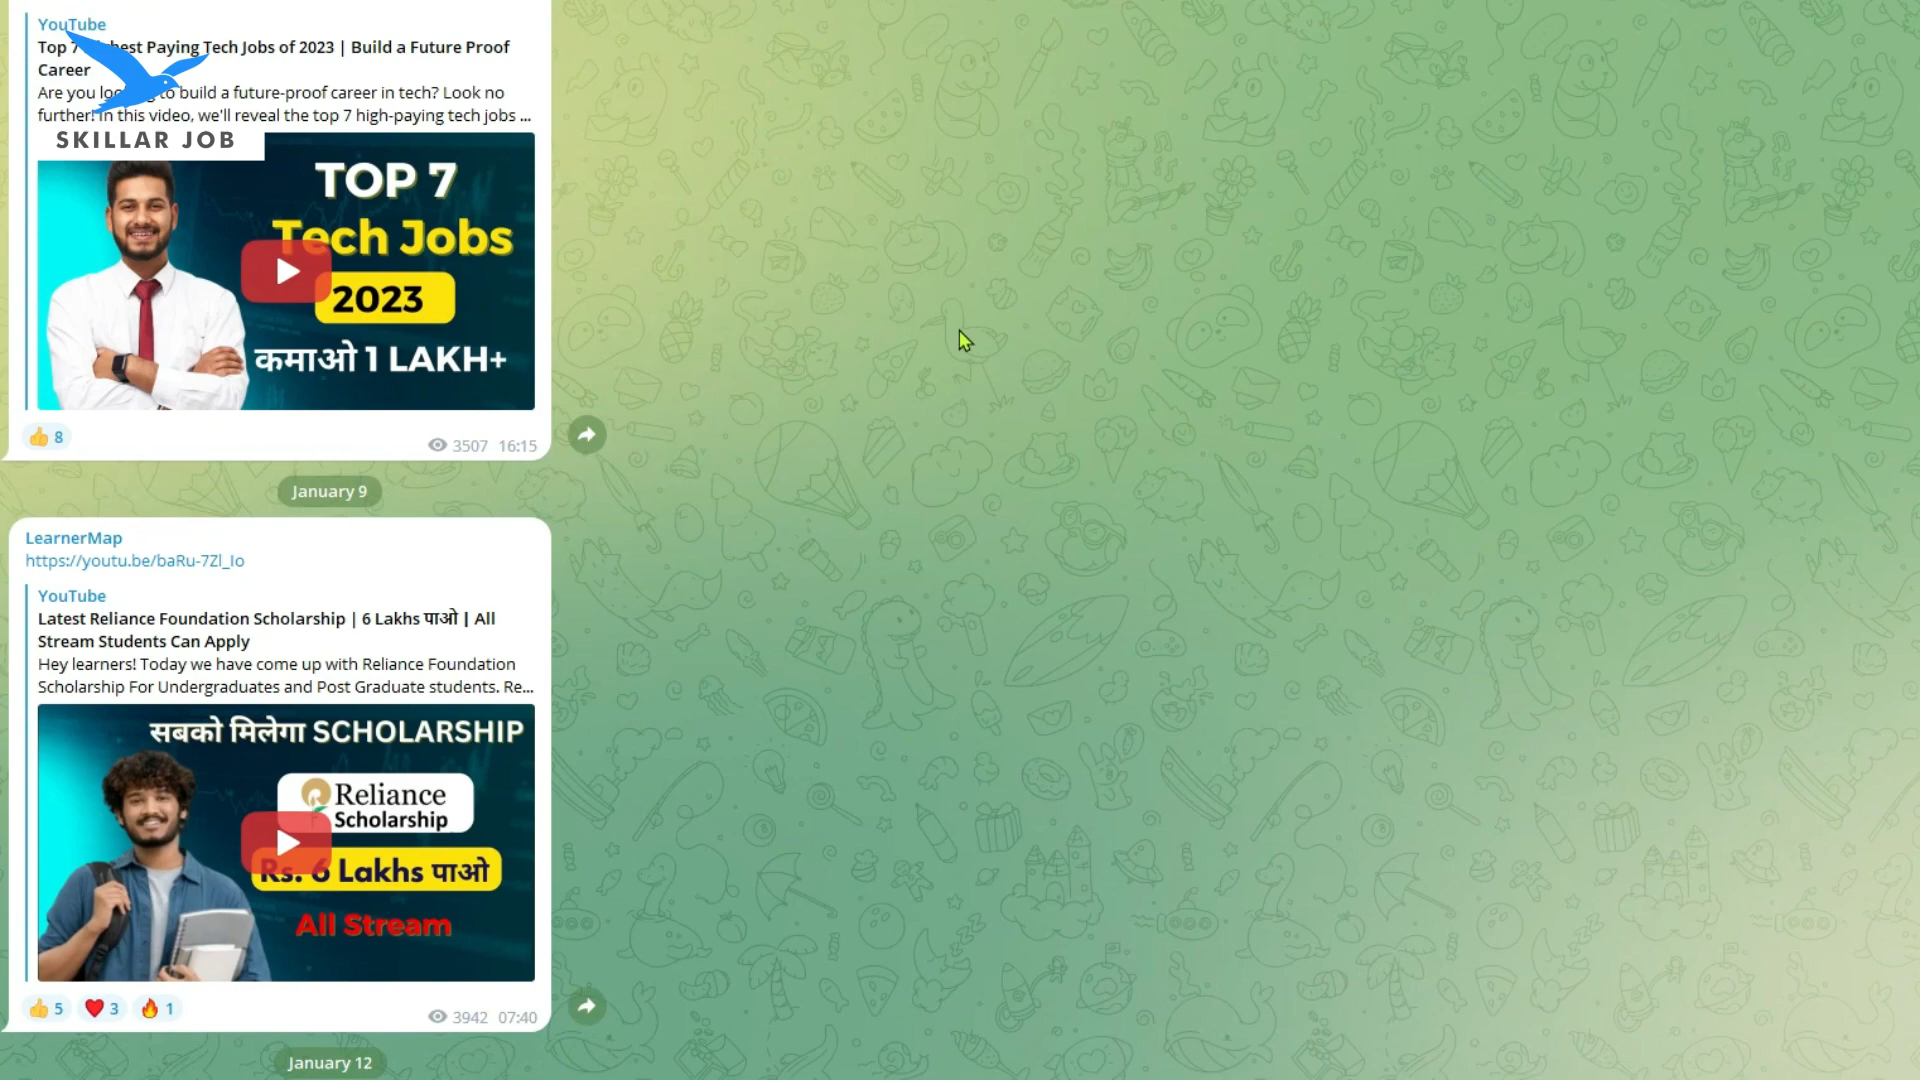 YouTube
Top 7 Highest Paying Tech Jobs of 2023 | Build a Future Proof
Career
Are you looking to build a future-proof career in tech? Look no
further! In this video, we'll reveal the top 7 high-paying tech jobs ...
SKILLAR JOB
TOP 7
Tech Jobs
2023
कमाओ 1 LAKH+
👍 8
3507 16:15
January 9
LearnerMap
https://youtu.be/baRu-7Zl_Io
YouTube
Latest Reliance Foundation Scholarship | 6 Lakhs पाओ | All
Stream Students Can Apply
Hey learners! Today we have come up with Reliance Foundation
Scholarship For Undergraduates and Post Graduate students. Re...
सबको मिलेगा SCHOLARSHIP
Reliance
Scholarship
Rs. 6 Lakhs पाओ
All Stream
👍 5 ❤️ 3 🔥 1
3942 07:40
January 12